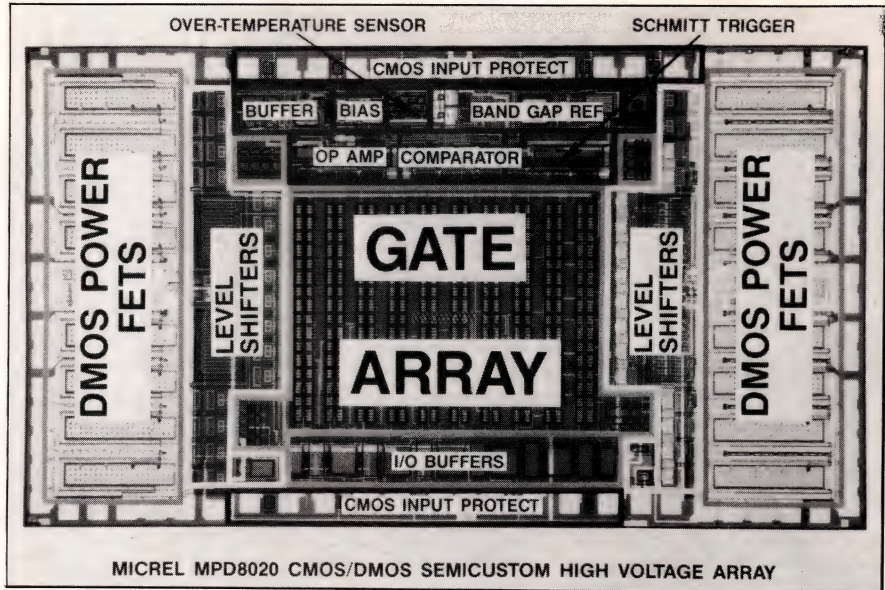 OVER-TEMPERATURE SENSOR
SCHMITT TRIGGER
CMOS INPUT PROTECT
BUFFER
BIAS
BAND GAP REF
OP AMP
COMPARATOR
DMOS POWER
FETS
LEVEL
SHIFTERS
GATE
ARRAY
LEVEL
SHIFTERS
DMOS POWER
FETS
I/O BUFFERS
CMOS INPUT PROTECT
MICREL MPD8020 CMOS/DMOS SEMICUSTOM HIGH VOLTAGE ARRAY